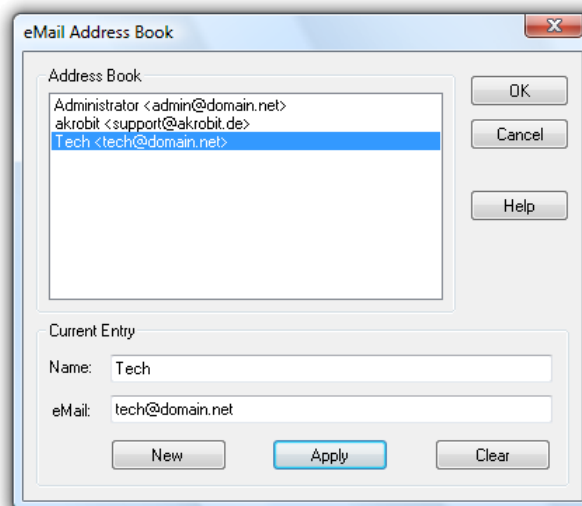 eMail Address Book
Address Book
Administrator <admin@domain.net>
akrobit <support@akrobit.de>
Tech <tech@domain.net>
OK
Cancel
Help
Current Entry
Name: Tech
eMail: tech@domain.net
New Apply Clear